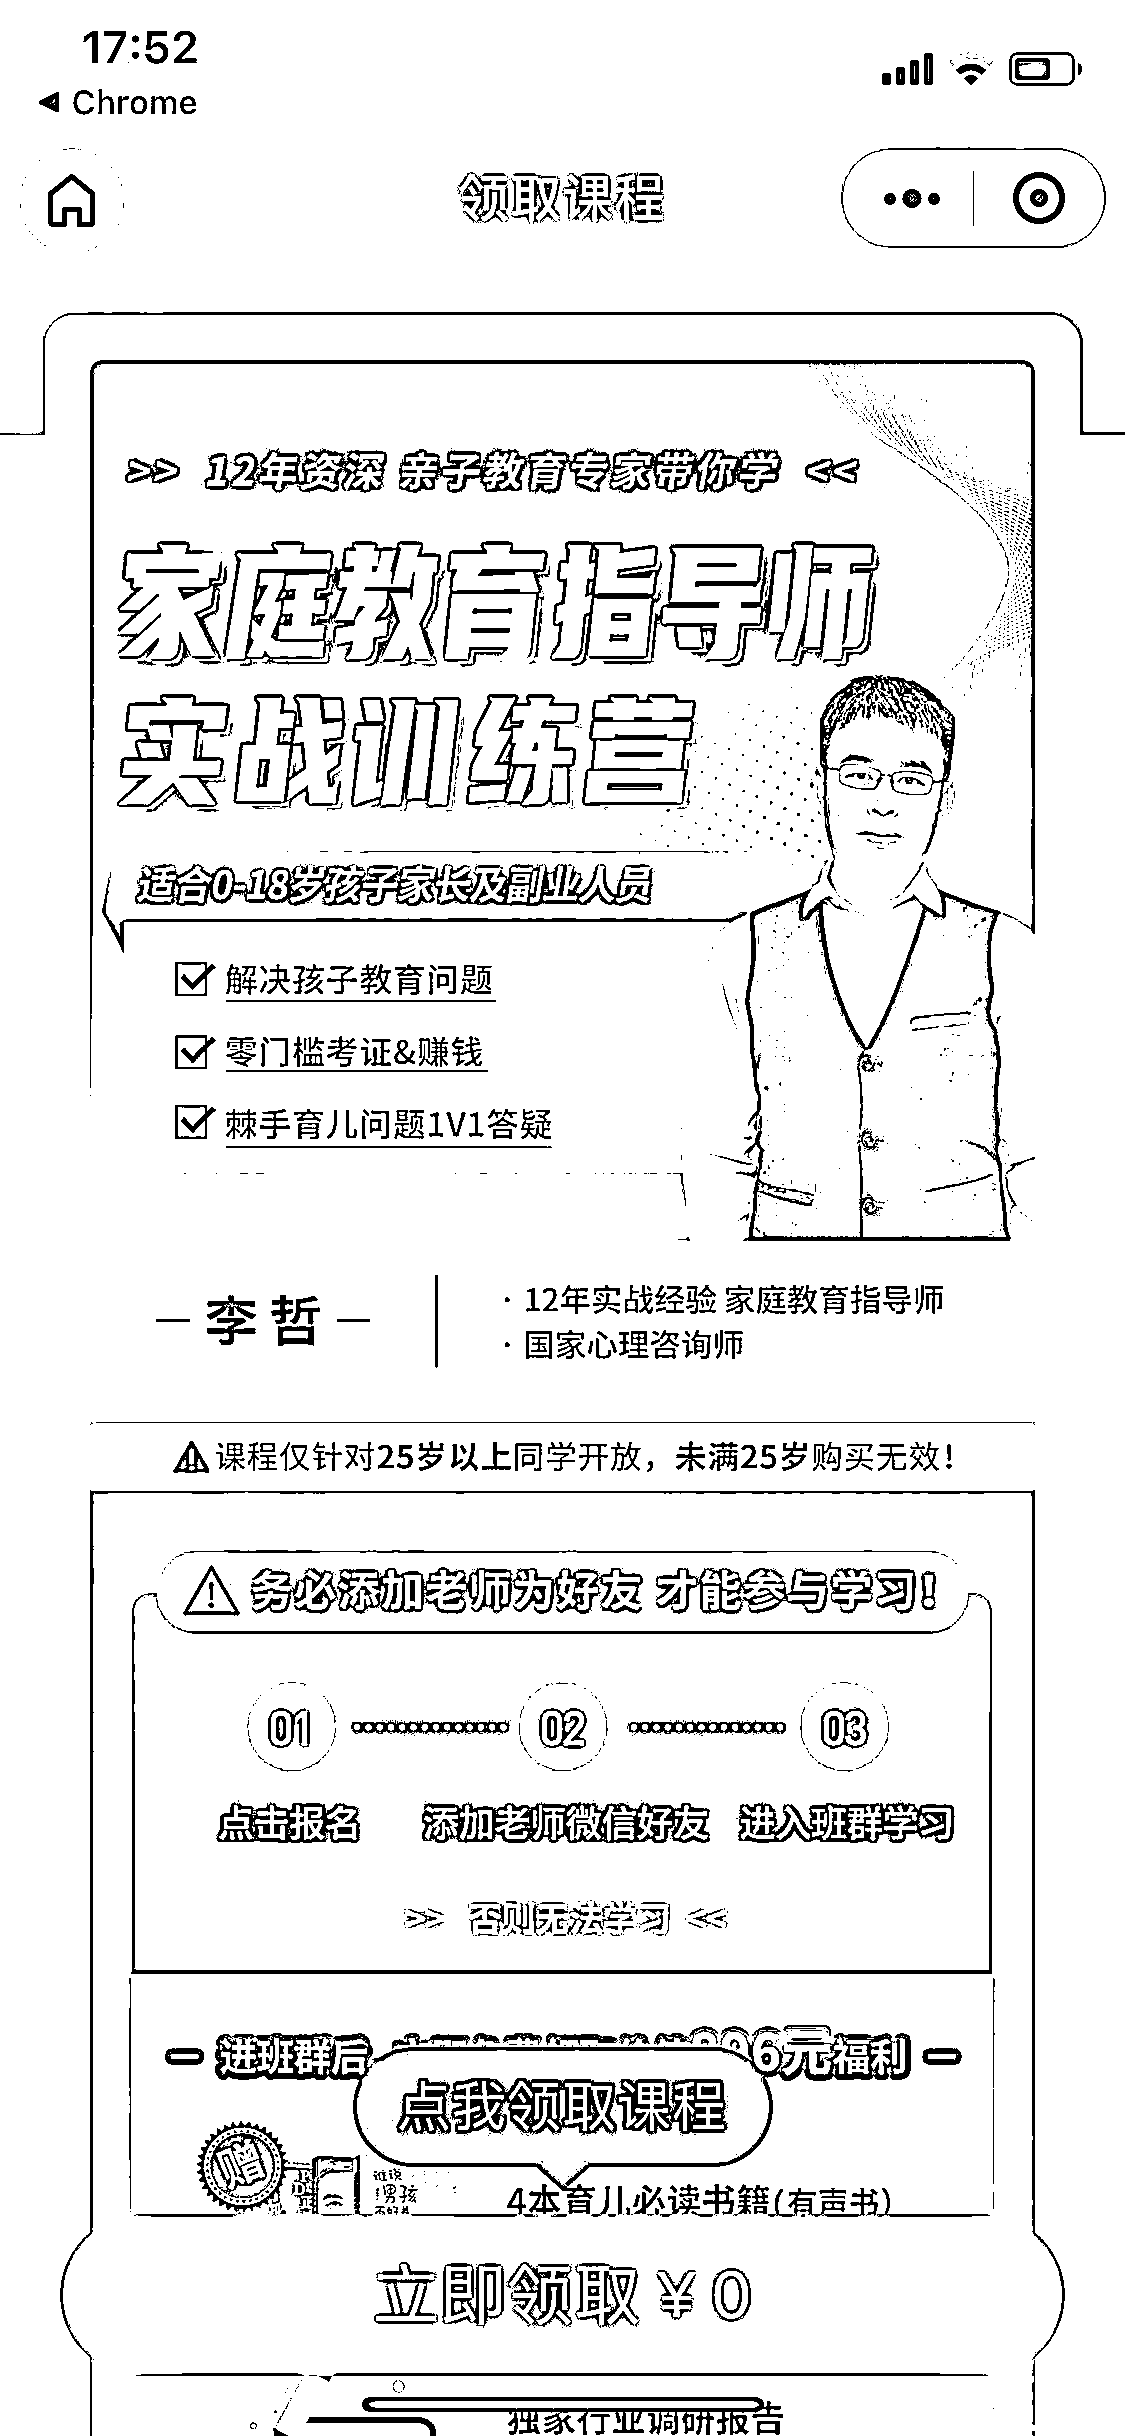 17:52
Chrome
领取课程
>> 12年资深 亲子教育专家带你学 <<
家庭教育指导师
实战训练营
适合0-18岁孩子家长及副业人员
解决孩子教育问题
零门槛考证&赚钱
棘手育儿问题1V1答疑
李哲
· 12年实战经验 家庭教育指导师
· 国家心理咨询师
课程仅针对25岁以上同学开放，未满25岁购买无效！
务必添加老师为好友 才能参与学习！
01 02 03
点击报名 添加老师微信好友 进入班群学习
>> 否则无法学习 <<
进班群后 96元福利
点我领取课程
赠
男孩
4本育儿必读书籍(有声书)
立即领取 ¥ 0
独家行业调研报告